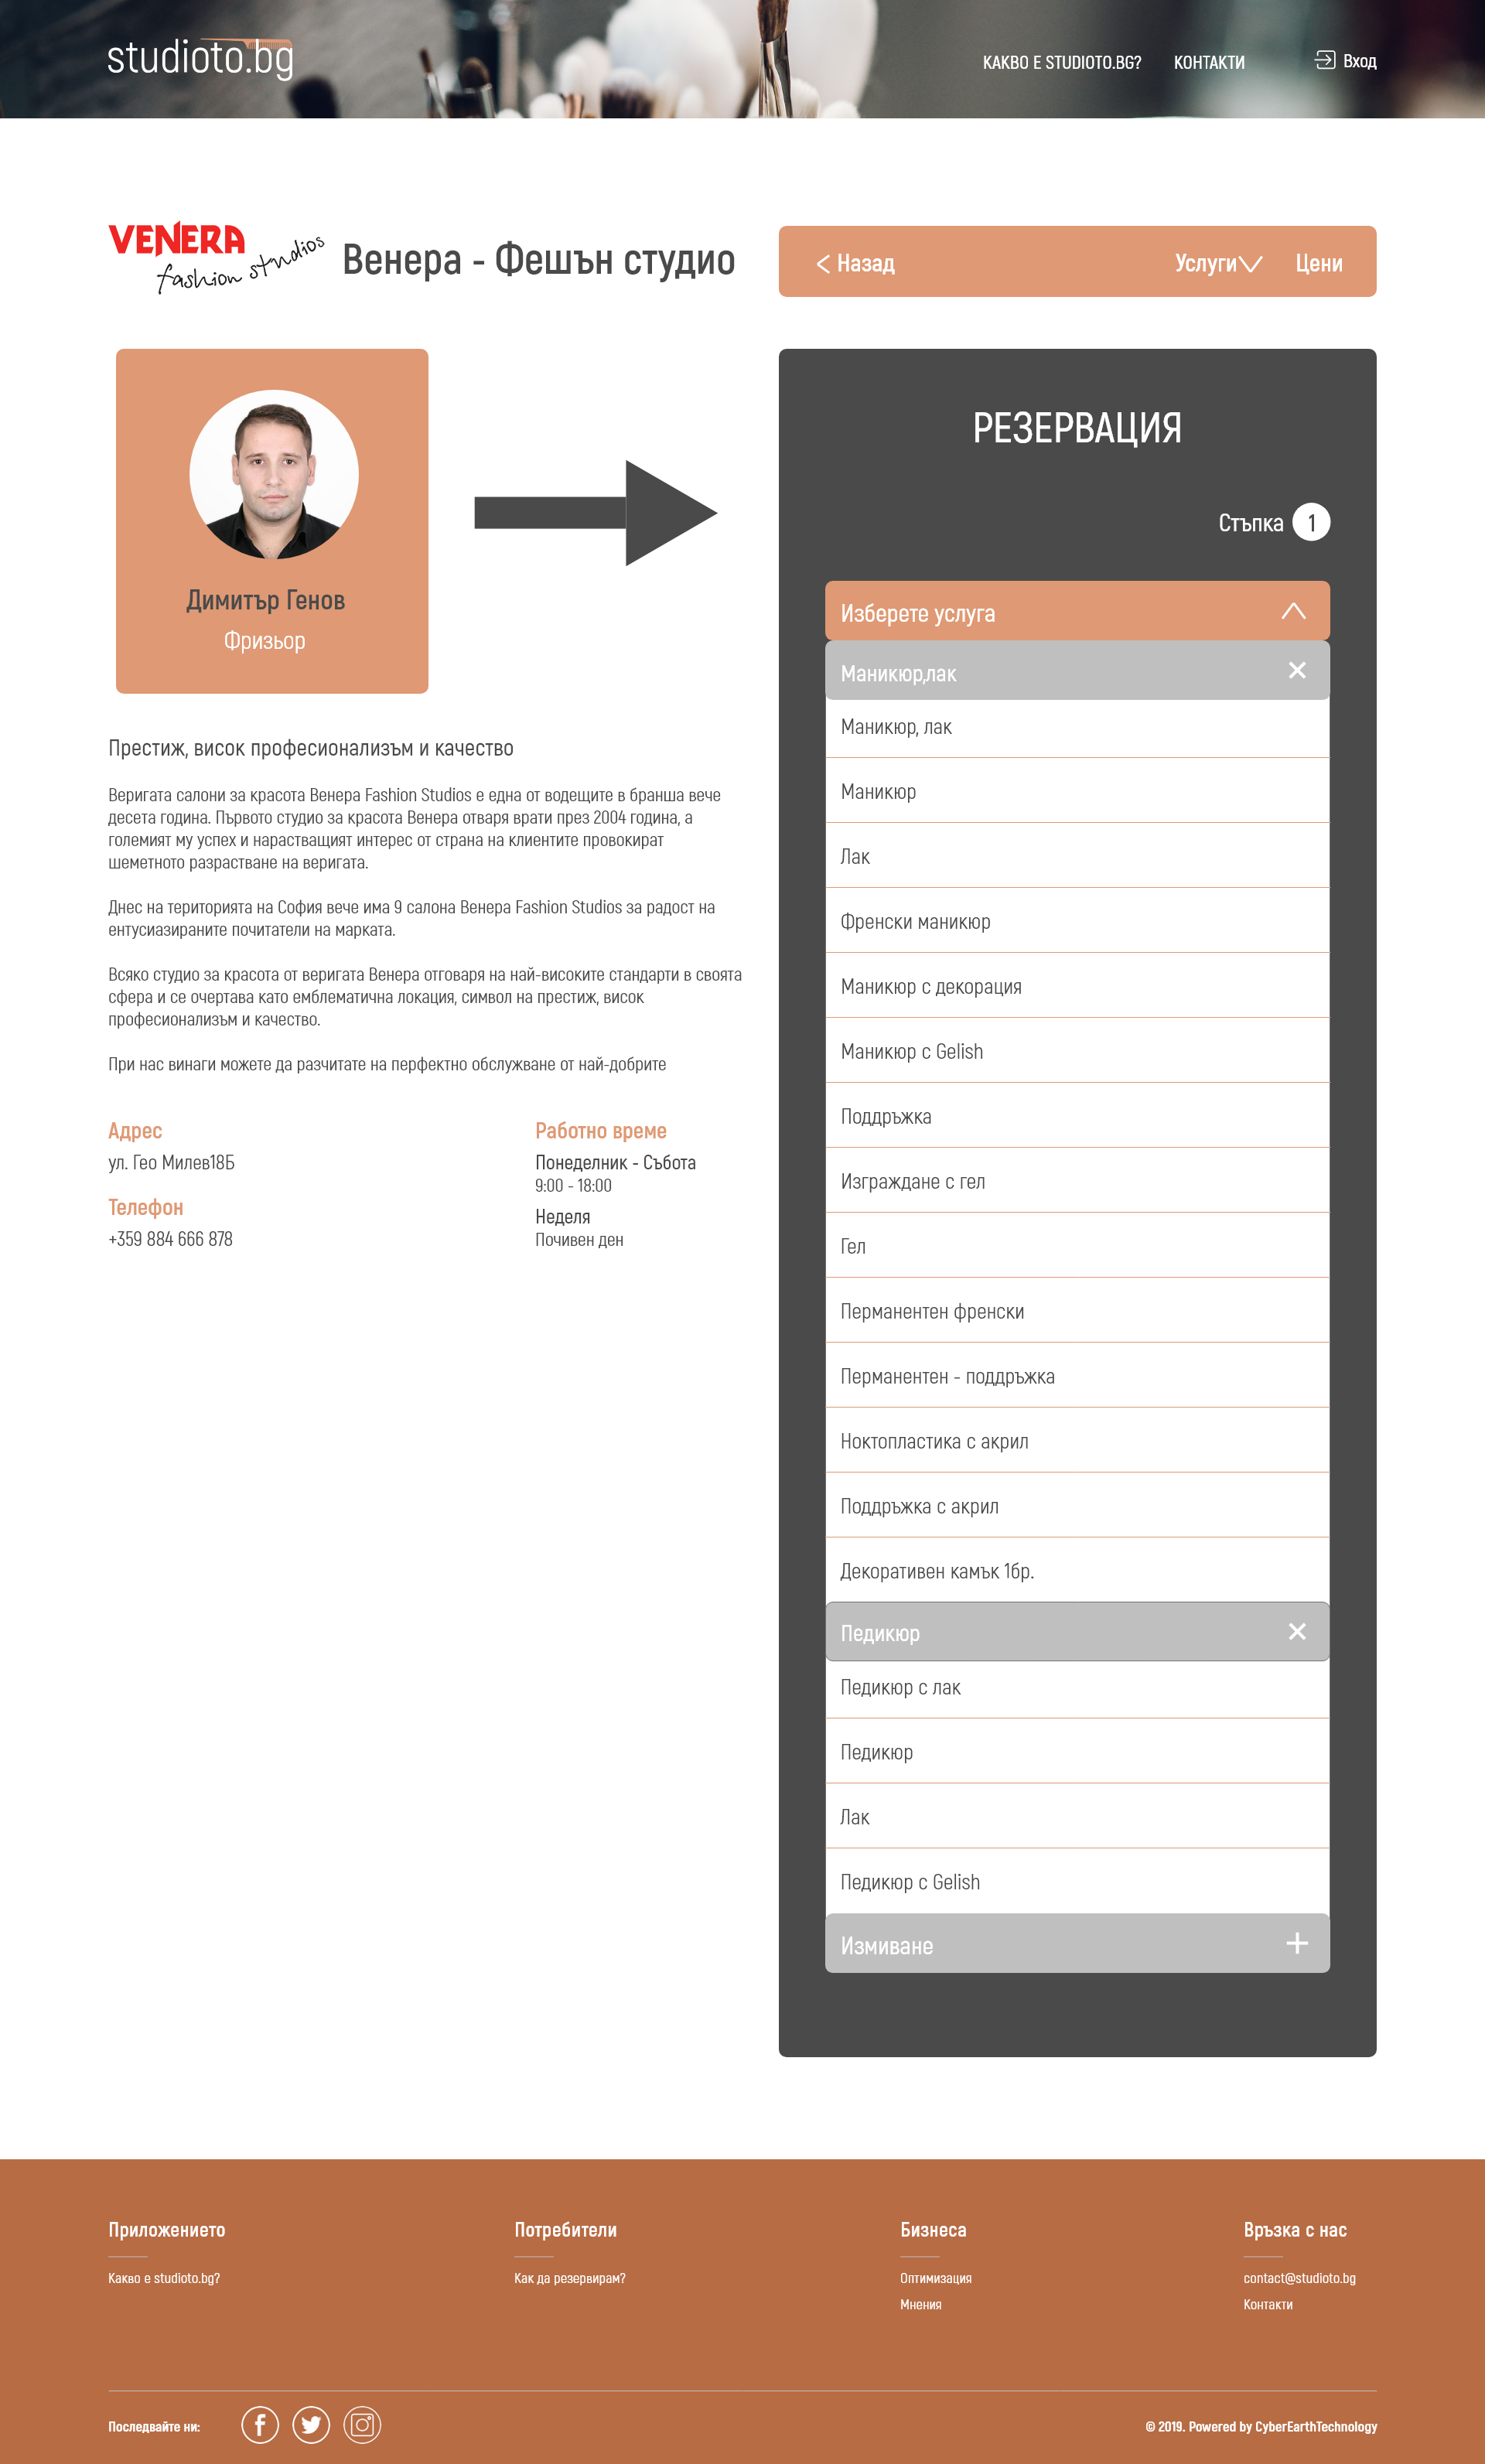 studioto.bg
КАКВО Е STUDIOTO.BG?
КОНТАКТИ
Вход
VENERA
fashion studios
Венера - Фешън студио
Назад
Услуги
Цени
Димитър Генов
Фризьор
РЕЗЕРВАЦИЯ
Стъпка 1
Изберете услуга
Маникюр,лак
Маникюр, лак
Маникюр
Лак
Френски маникюр
Маникюр с декорация
Маникюр с Gelish
Поддръжка
Изграждане с гел
Гел
Перманентен френски
Перманентен - поддръжка
Ноктопластика с акрил
Поддръжка с акрил
Декоративен камък 1бр.
Педикюр
Педикюр с лак
Педикюр
Лак
Педикюр с Gelish
Измиване
Престиж, висок професионализъм и качество
Веригата салони за красота Венера Fashion Studios е една от водещите в бранша вече
десета година. Първото студио за красота Венера отваря врати през 2004 година, а
големият му успех и нарастващият интерес от страна на клиентите провокират
шеметното разрастване на веригата.
Днес на територията на София вече има 9 салона Венера Fashion Studios за радост на
ентусиазираните почитатели на марката.
Всяко студио за красота от веригата Венера отговаря на най-високите стандарти в своята
сфера и се очертава като емблематична локация, символ на престиж, висок
професионализъм и качество.
При нас винаги можете да разчитате на перфектно обслужване от най-добрите
Адрес
ул. Гео Милев18Б
Телефон
+359 884 666 878
Работно време
Понеделник - Събота
9:00 - 18:00
Неделя
Почивен ден
Приложението
Какво е studioto.bg?
Потребители
Как да резервирам?
Бизнеса
Оптимизация
Мнения
Връзка с нас
contact@studioto.bg
Контакти
Последвайте ни:
© 2019. Powered by CyberEarthTechnology